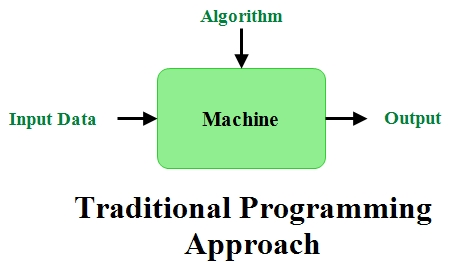 Algorithm
Input Data
Machine
Output
Traditional Programming
Approach